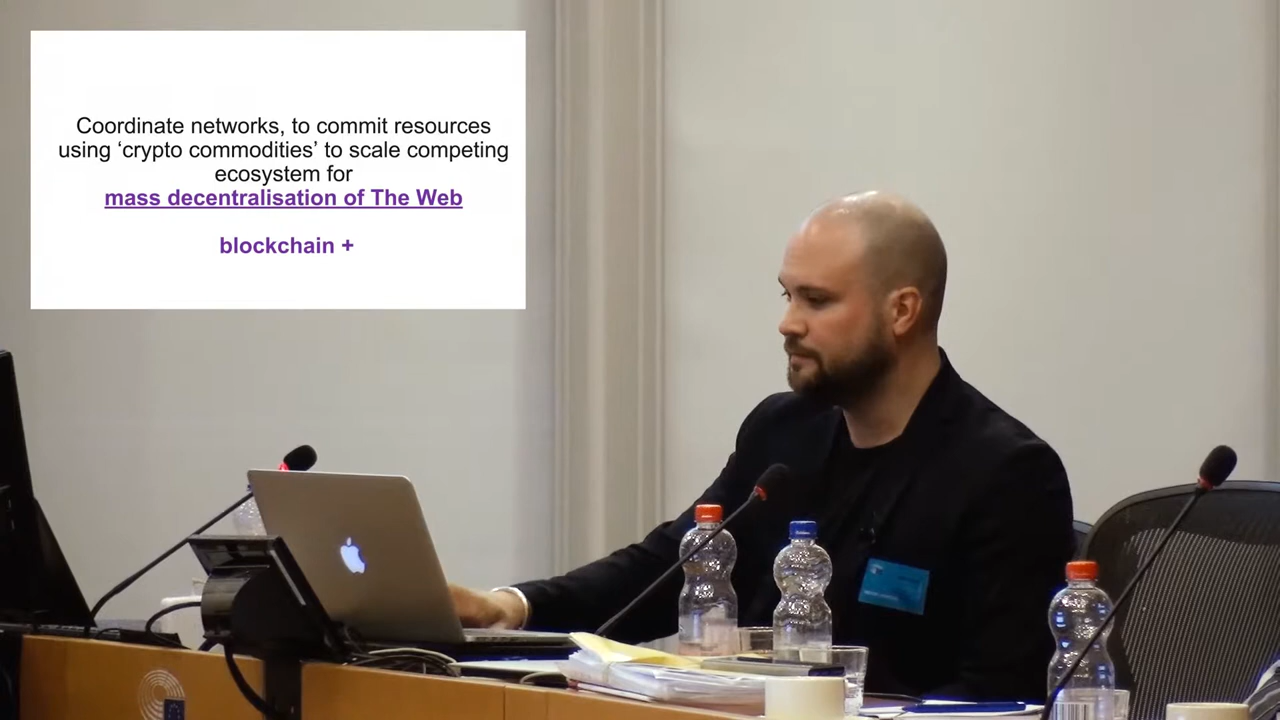 Coordinate networks, to commit resources
using ‘crypto commodities’ to scale competing
ecosystem for
mass decentralisation of The Web
blockchain +